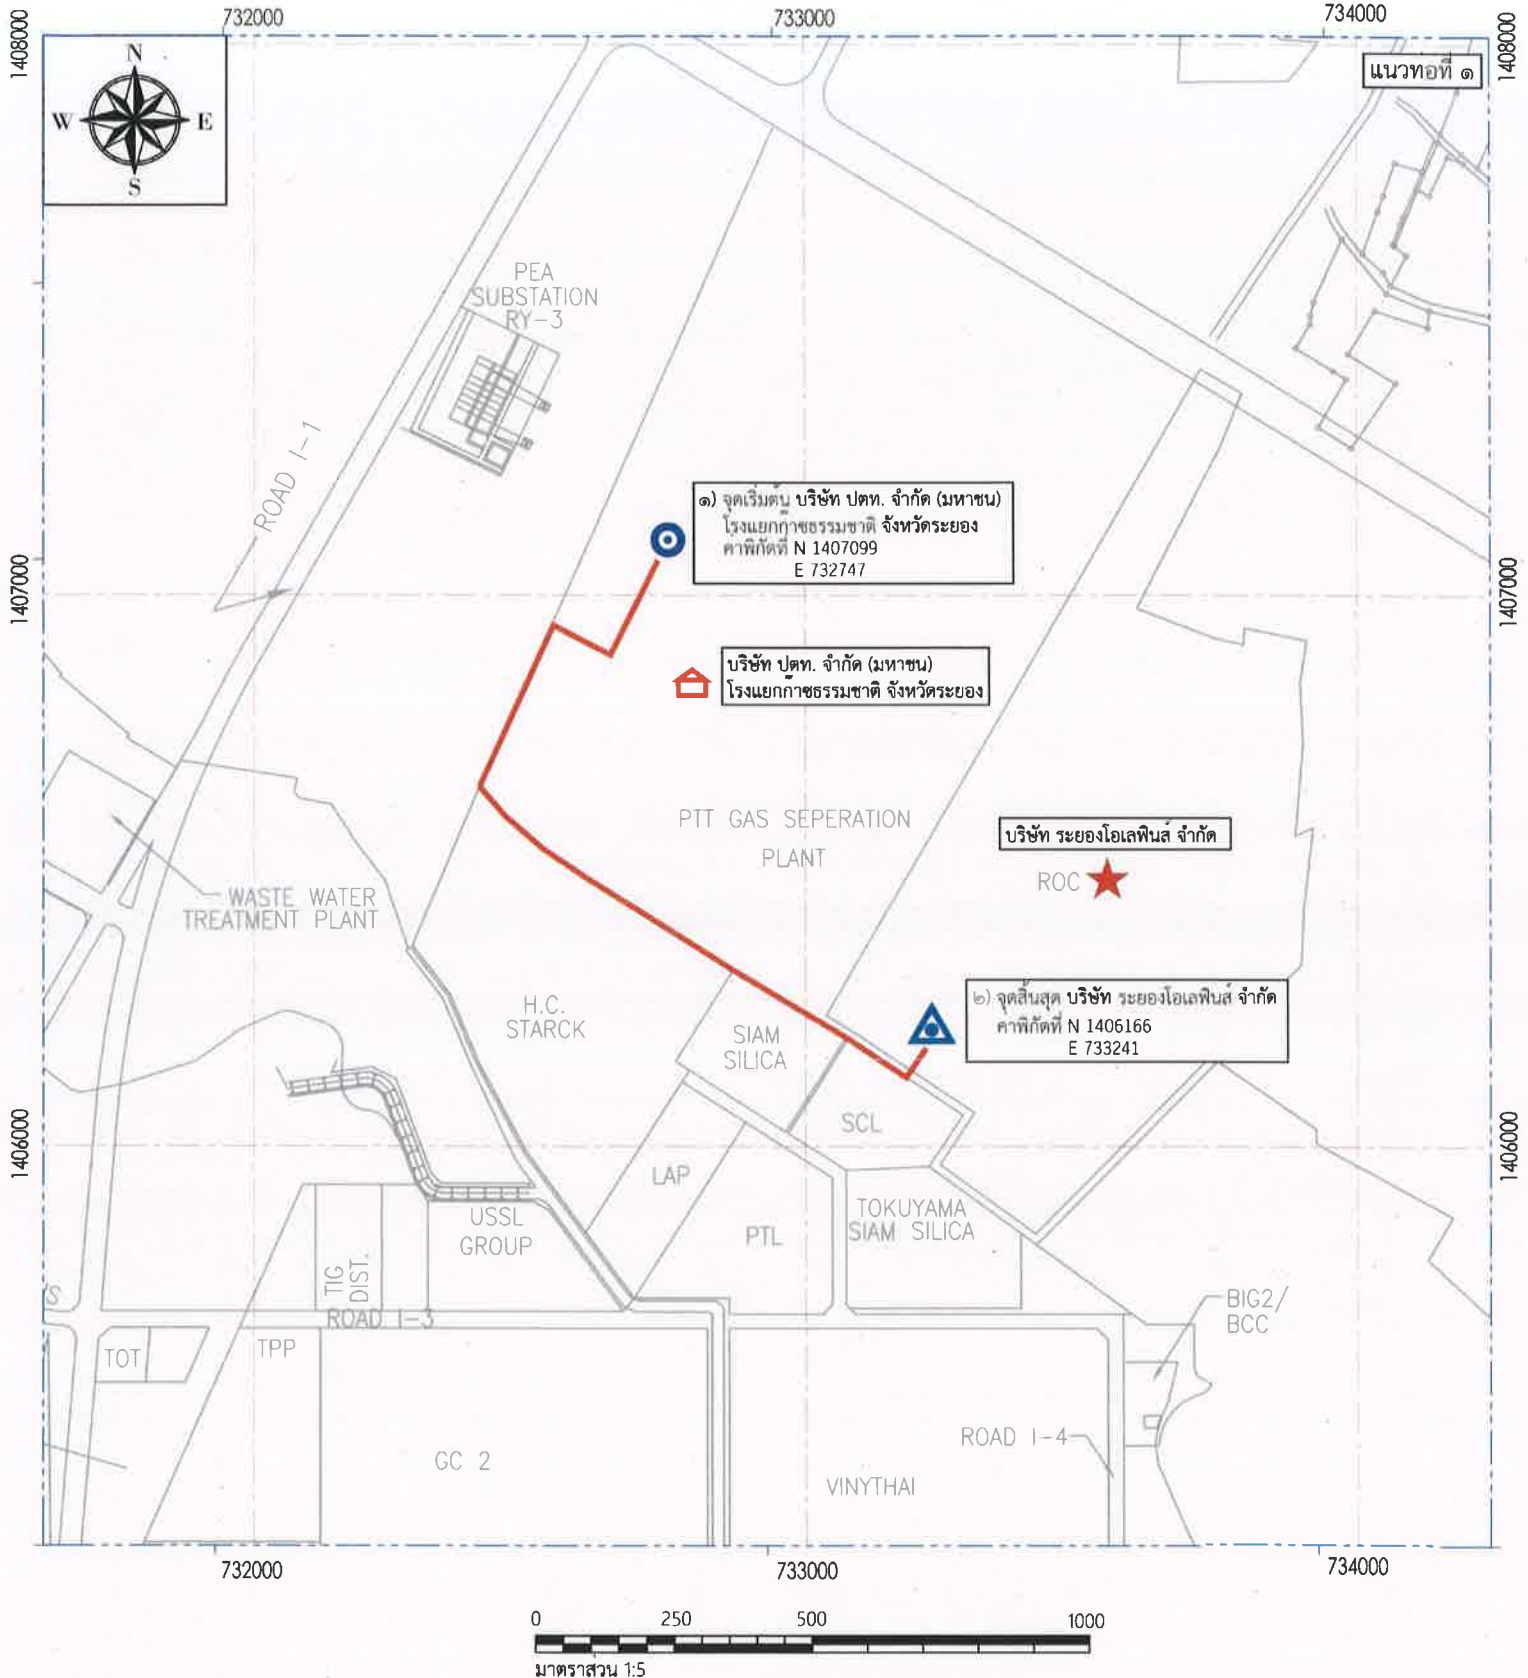 732000
733000
734000
1408000
1408000
N
W
E
S
แนวท่อที่ ๑
PEA
SUBSTATION
RY-3
ROAD I-1
๑) จุดเริ่มต้น บริษัท ปตท. จำกัด (มหาชน)
โรงแยกก๊าซธรรมชาติ จังหวัดระยอง
ค่าพิกัดที่ N 1407099
E 732747
1407000
1407000
บริษัท ปตท. จำกัด (มหาชน)
โรงแยกก๊าซธรรมชาติ จังหวัดระยอง
PTT GAS SEPERATION
PLANT
บริษัท ระยองโอเลฟินส์ จำกัด
ROC
WASTE WATER
TREATMENT PLANT
H.C.
STARCK
SIAM
SILICA
๒) จุดสิ้นสุด บริษัท ระยองโอเลฟินส์ จำกัด
ค่าพิกัดที่ N 1406166
E 733241
1406000
1406000
SCL
LAP
PTL
TOKUYAMA
SIAM SILICA
USSL
GROUP
TIG
DIST.
S
ROAD I-3
BIG2/
BCC
TOT
TPP
GC 2
ROAD I-4
VINYTHAI
732000
733000
734000
0
250
500
1000
มาตราส่วน 1:5